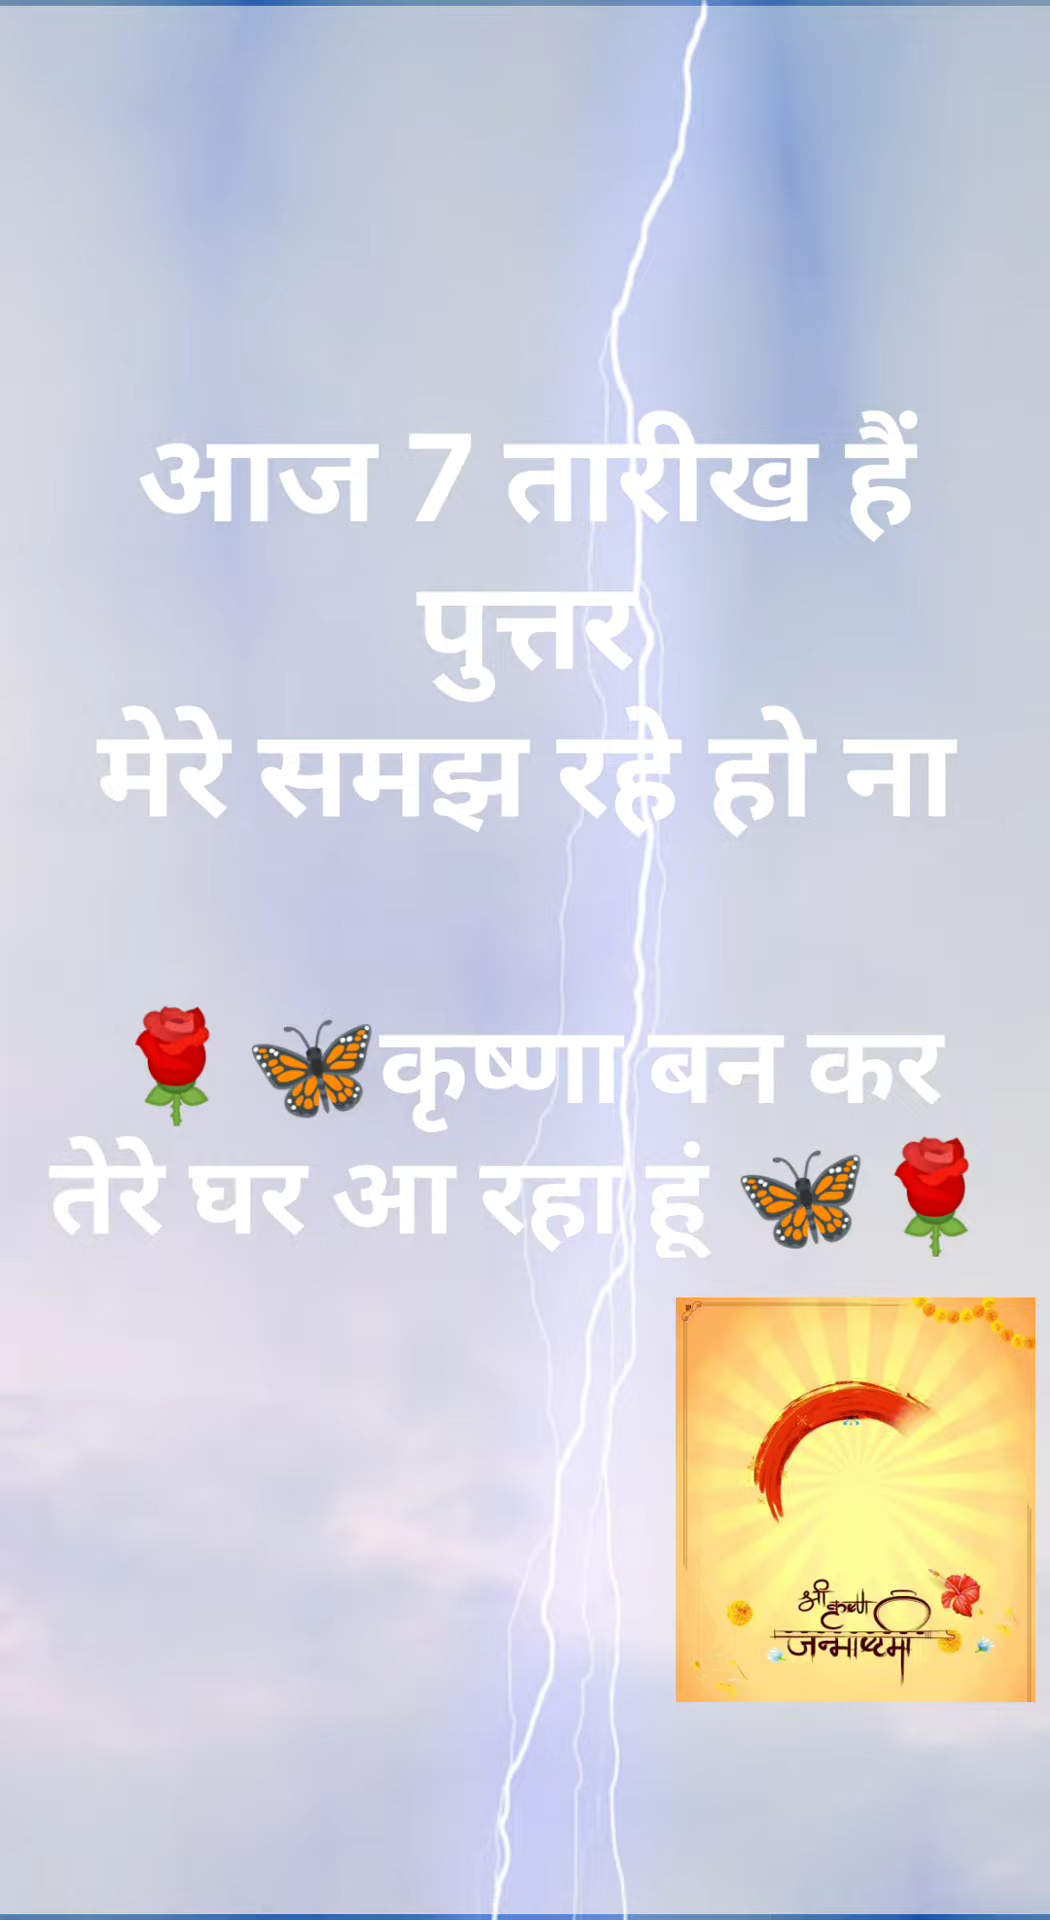 आज 7 तारीख हैं
पुत्तर
मेरे समझ रहे हो ना
🌹 🦋कृष्णा बन कर
तेरे घर आ रहा हूं 🦋 🌹
श्री कृष्ण
जन्माष्टमी